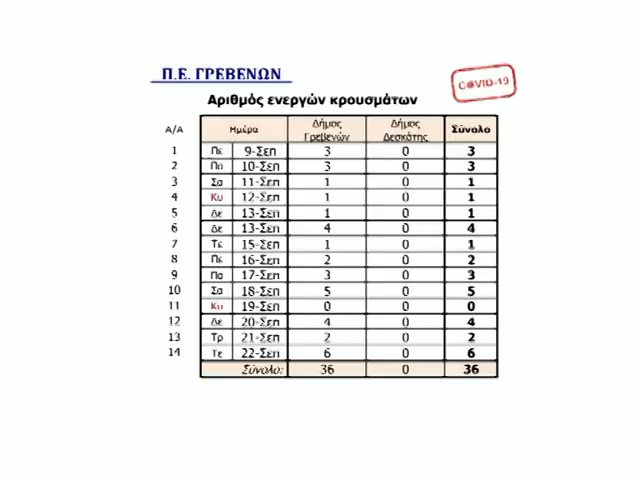 Π.Ε. ΓΡΕΒΕΝΩΝ
COVID-19
Αριθμός ενεργών κρουσμάτων
Α/Α Ημέρα Δήμος Γρεβενών Δήμος Δεσκάτης Σύνολο
1 Πε 9-Σεπ 3 0 3
2 Πα 10-Σεπ 3 0 3
3 Σα 11-Σεπ 1 0 1
4 Κυ 12-Σεπ 1 0 1
5 Δε 13-Σεπ 1 0 1
6 Δε 13-Σεπ 4 0 4
7 Τε 15-Σεπ 1 0 1
8 Πε 16-Σεπ 2 0 2
9 Πα 17-Σεπ 3 0 3
10 Σα 18-Σεπ 5 0 5
11 Κυ 19-Σεπ 0 0 0
12 Δε 20-Σεπ 4 0 4
13 Τρ 21-Σεπ 2 0 2
14 Τε 22-Σεπ 6 0 6
Σύνολο: 36 0 36